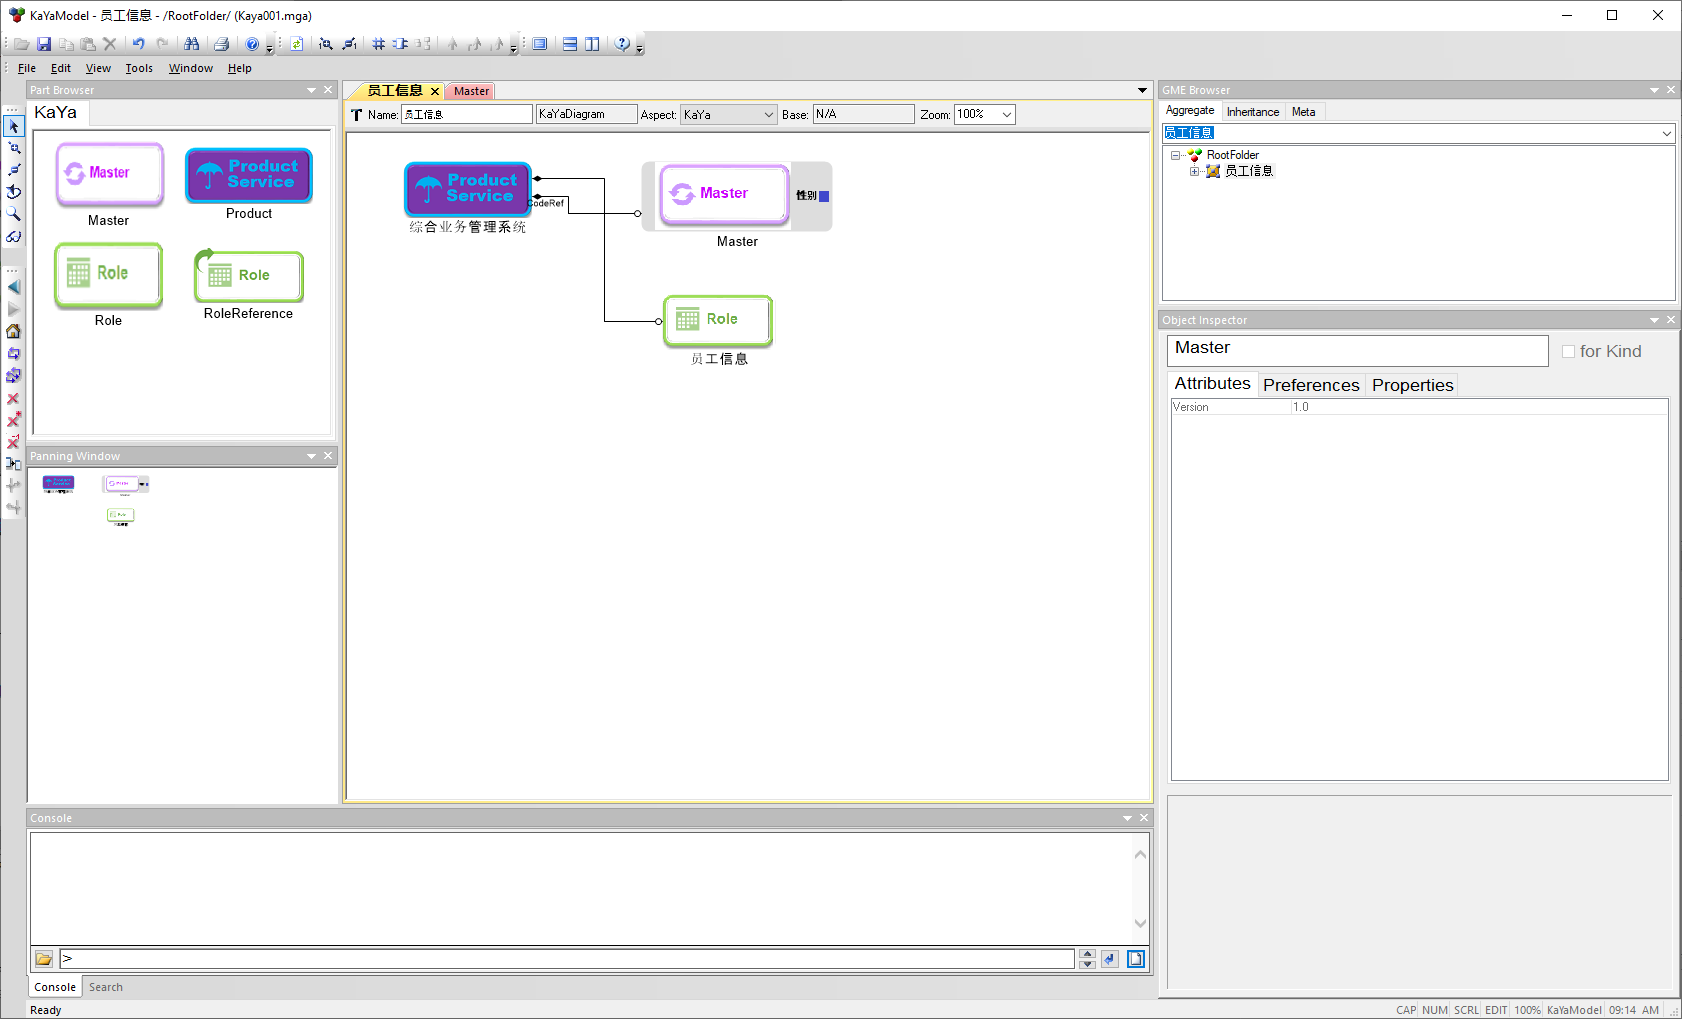 KaYaModel - 员工信息 - /RootFolder/ (Kaya001.mga)
File Edit View Tools Window Help
Part Browser
KaYa
Master
Master
Product Service
Product
Role
Role
Role
RoleReference
Panning Window
员工信息 Master
Name: 员工信息 KaYaDiagram Aspect: KaYa Base: N/A Zoom: 100%
Product Service
综合业务管理系统
CodeRef
Master
性别
Master
Role
员工信息
GME Browser
Aggregate Inheritance Meta
员工信息
RootFolder
员工信息
Object Inspector
Master for Kind
Attributes Preferences Properties
Version 1.0
Console
>
Console Search
Ready
CAP NUM SCRL EDIT 100% KaYaModel 09:14 AM